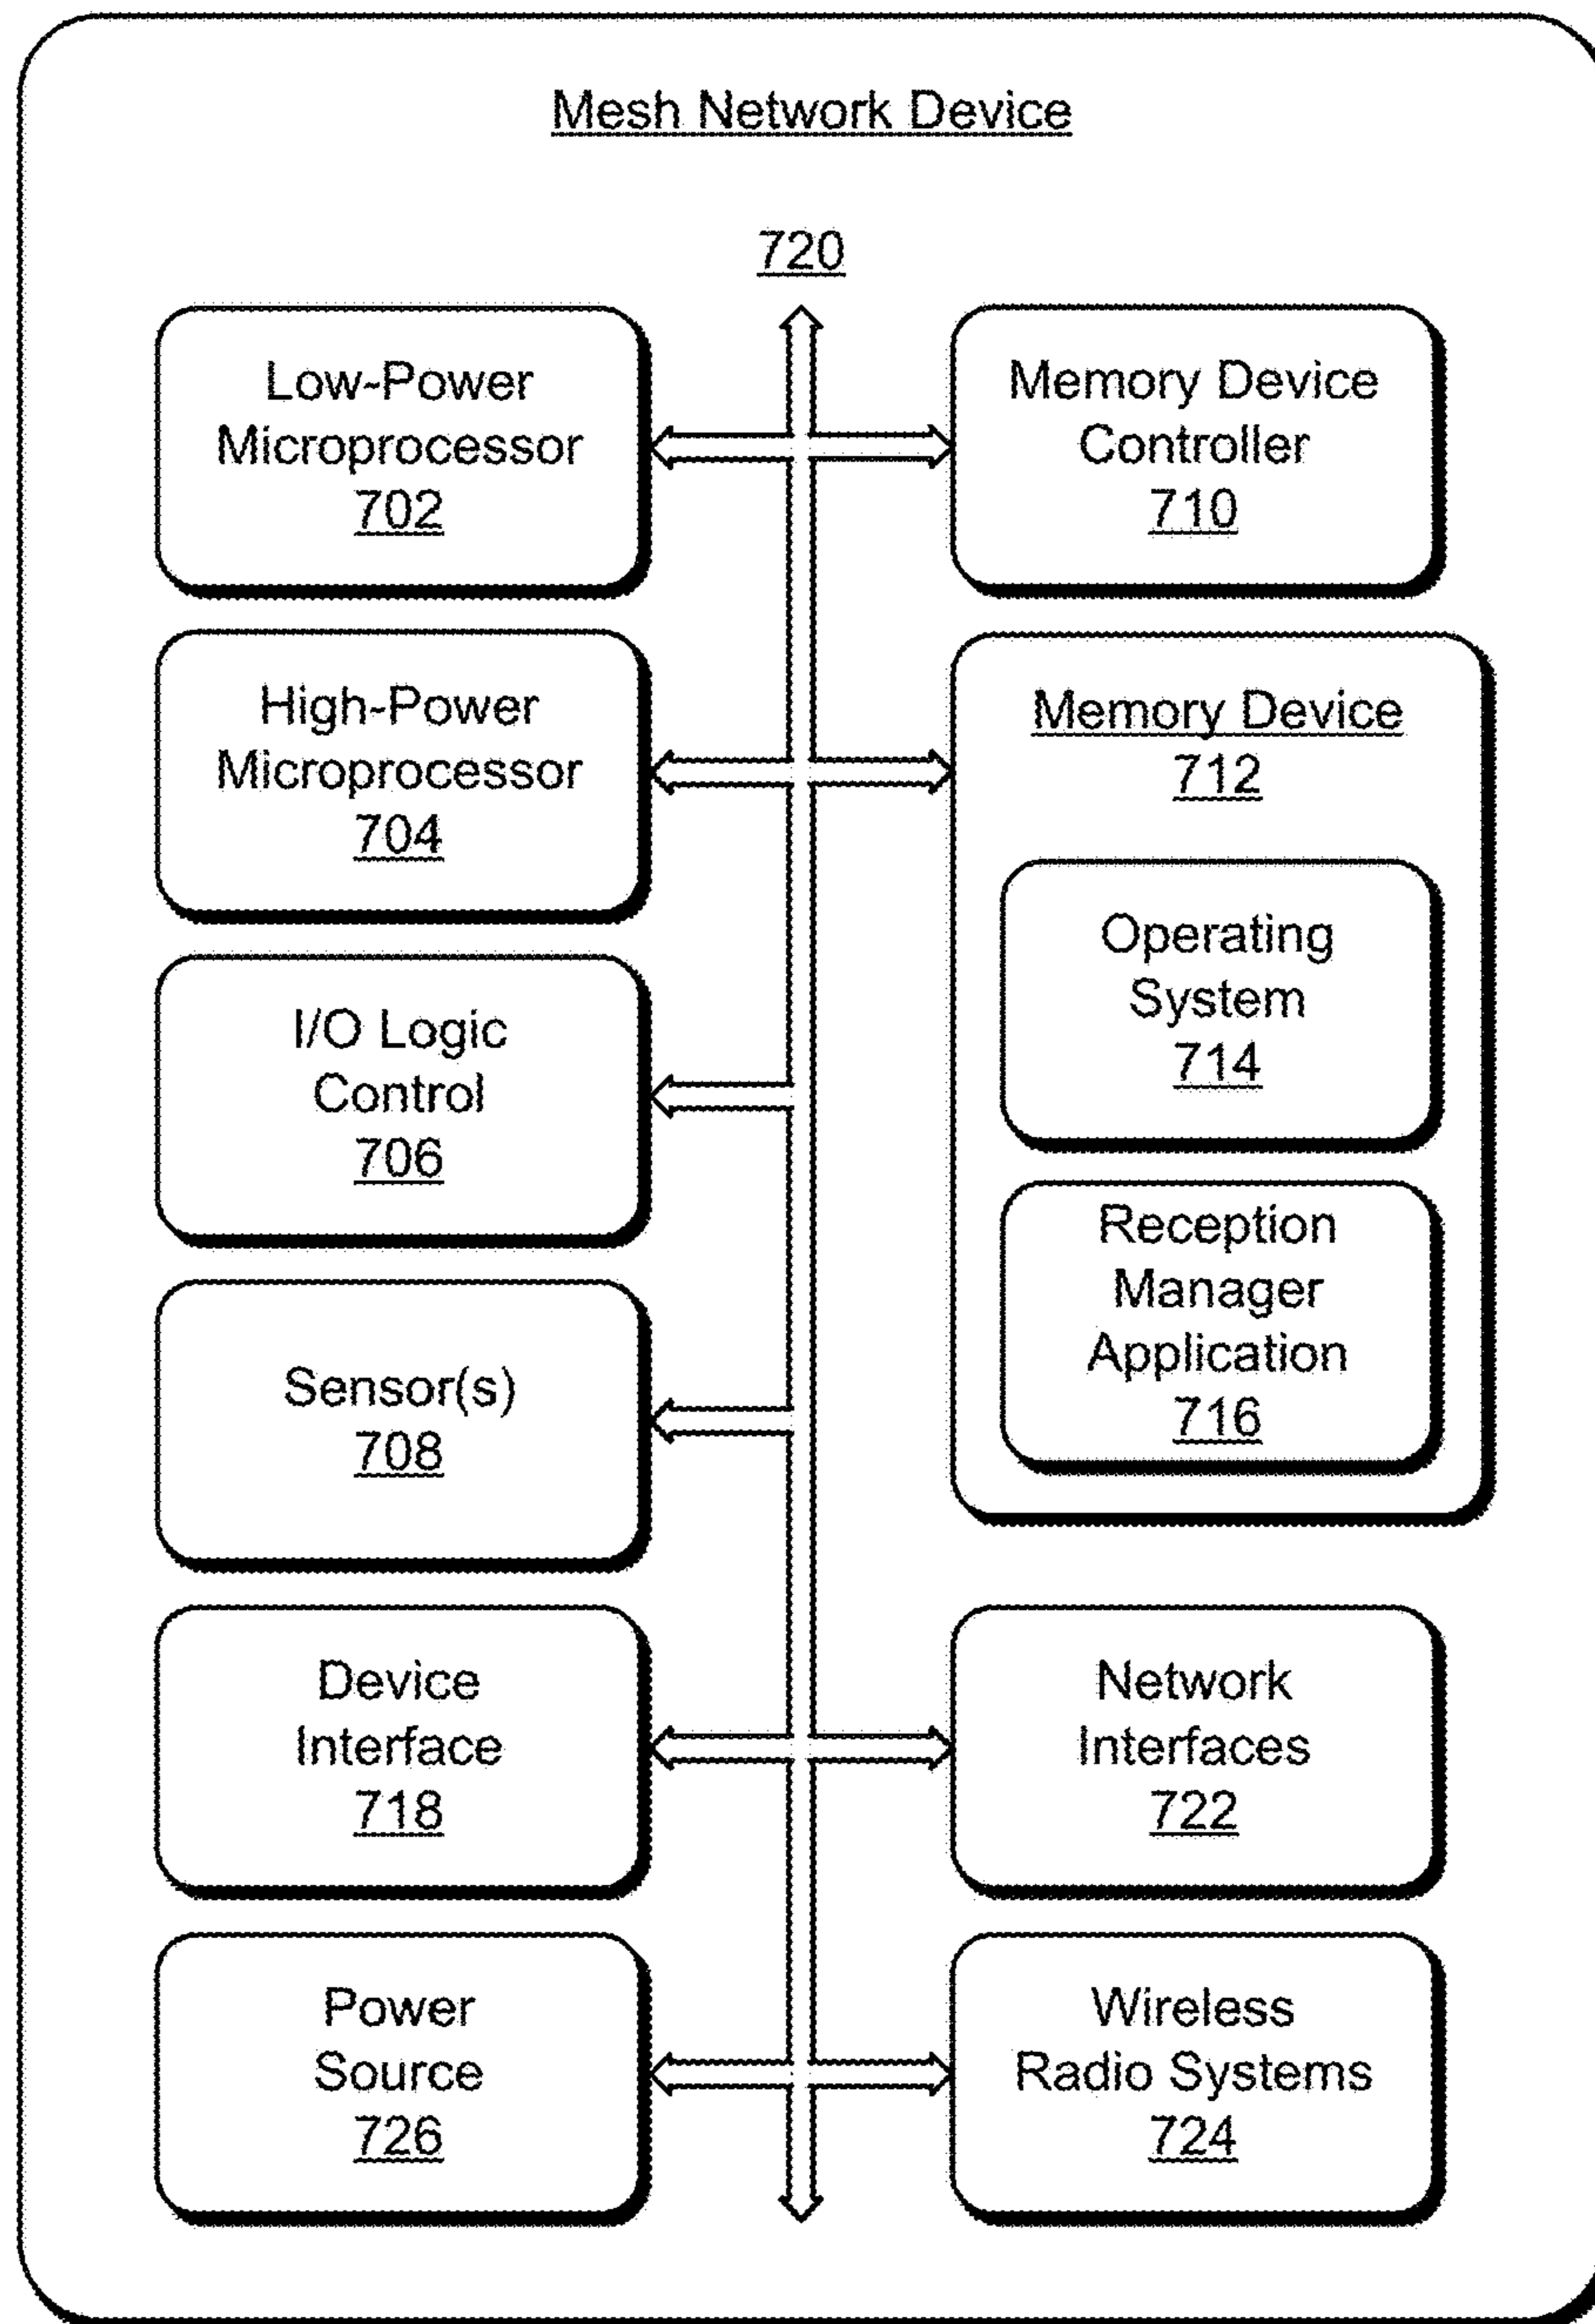 Mesh Network Device
720
Low-Power
Microprocessor
702
Memory Device
Controller
710
High-Power
Microprocessor
704
Memory Device
712
Operating
System
714
I/O Logic
Control
706
Reception
Manager
Application
716
Sensor(s)
708
Device
Interface
718
Network
Interfaces
722
Power
Source
726
Wireless
Radio Systems
724